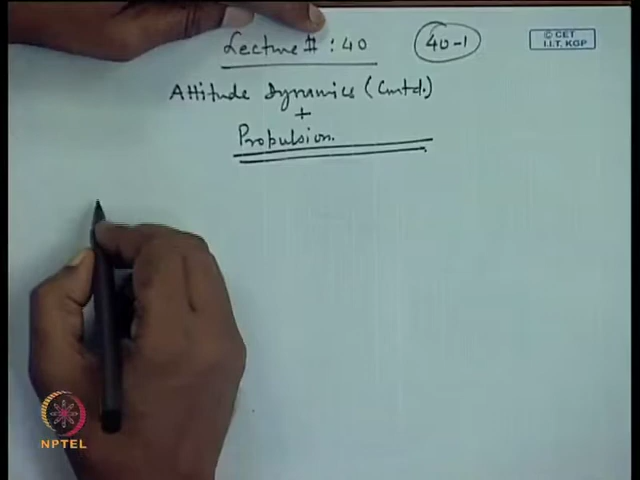 Lecture # : 40
40-1
© CET
I.I.T. KGP
Attitude Dynamics (Contd.)
+
Propulsion.
NPTEL